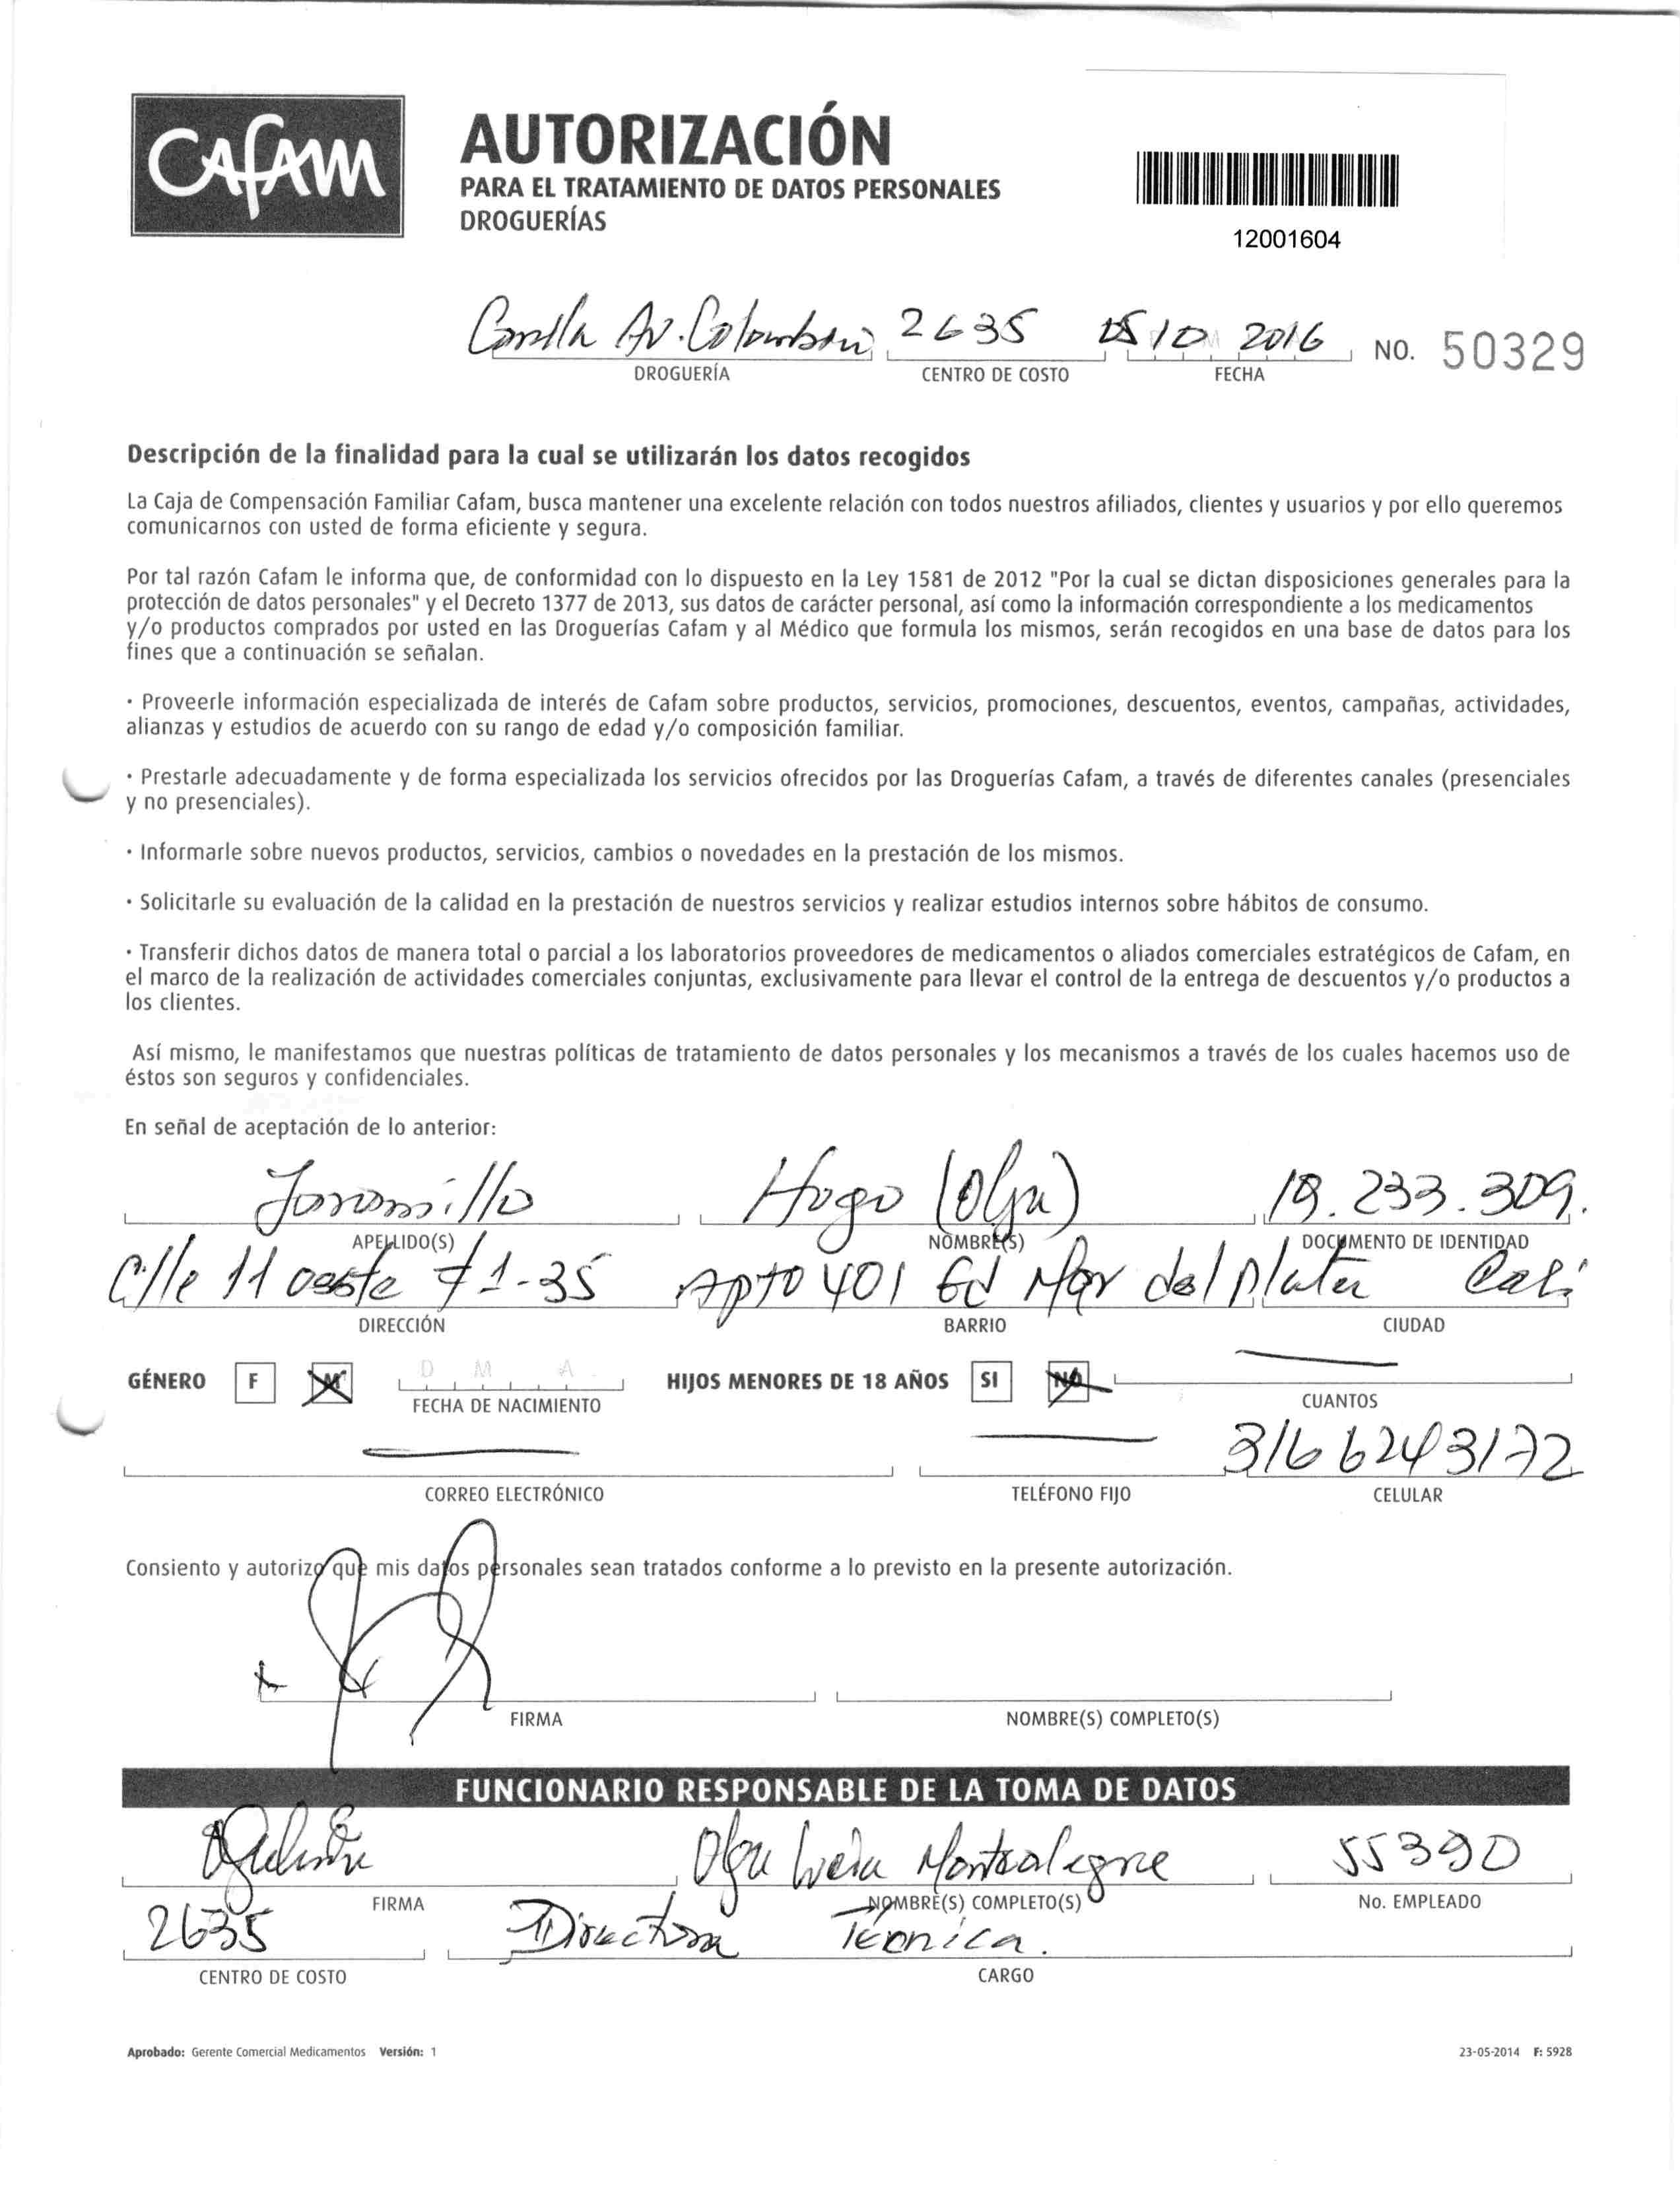 Cafam
AUTORIZACIÓN
PARA EL TRATAMIENTO DE DATOS PERSONALES
DROGUERÍAS
12001604
Av. Colombia 2635 10 2016 NO. 50329
DROGUERÍA CENTRO DE COSTO FECHA
Descripción de la finalidad para la cual se utilizarán los datos recogidos
La Caja de Compensación Familiar Cafam, busca mantener una excelente relación con todos nuestros afiliados, clientes y usuarios y por ello queremos
comunicarnos con usted de forma eficiente y segura.
Por tal razón Cafam le informa que, de conformidad con lo dispuesto en la Ley 1581 de 2012 "Por la cual se dictan disposiciones generales para la
protección de datos personales" y el Decreto 1377 de 2013, sus datos de carácter personal, así como la información correspondiente a los medicamentos
y/o productos comprados por usted en las Droguerías Cafam y al Médico que formula los mismos, serán recogidos en una base de datos para los
fines que a continuación se señalan.
· Proveerle información especializada de interés de Cafam sobre productos, servicios, promociones, descuentos, eventos, campañas, actividades,
alianzas y estudios de acuerdo con su rango de edad y/o composición familiar.
· Prestarle adecuadamente y de forma especializada los servicios ofrecidos por las Droguerías Cafam, a través de diferentes canales (presenciales
y no presenciales).
· Informarle sobre nuevos productos, servicios, cambios o novedades en la prestación de los mismos.
· Solicitarle su evaluación de la calidad en la prestación de nuestros servicios y realizar estudios internos sobre hábitos de consumo.
· Transferir dichos datos de manera total o parcial a los laboratorios proveedores de medicamentos o aliados comerciales estratégicos de Cafam, en
el marco de la realización de actividades comerciales conjuntas, exclusivamente para llevar el control de la entrega de descuentos y/o productos a
los clientes.
Así mismo, le manifestamos que nuestras políticas de tratamiento de datos personales y los mecanismos a través de los cuales hacemos uso de
éstos son seguros y confidenciales.
En señal de aceptación de lo anterior:
Jaramillo Hugo (Olga) 19.233.309.
APELLIDO(S) NOMBRE(S) DOCUMENTO DE IDENTIDAD
C/le 11 oeste # 1-35 Apto 401 Ed Mar del Plata Cali
DIRECCIÓN BARRIO CIUDAD
GÉNERO F M D M A HIJOS MENORES DE 18 AÑOS SI NO
FECHA DE NACIMIENTO CUANTOS
3166243172
CORREO ELECTRÓNICO TELÉFONO FIJO CELULAR
Consiento y autorizo que mis datos personales sean tratados conforme a lo previsto en la presente autorización.
FIRMA NOMBRE(S) COMPLETO(S)
FUNCIONARIO RESPONSABLE DE LA TOMA DE DATOS
Olga Lucia Montealegre 55390
FIRMA NOMBRE(S) COMPLETO(S) No. EMPLEADO
2635 Directora Técnica.
CENTRO DE COSTO CARGO
Aprobado: Gerente Comercial Medicamentos Versión: 1 23-05-2014 F: 5928